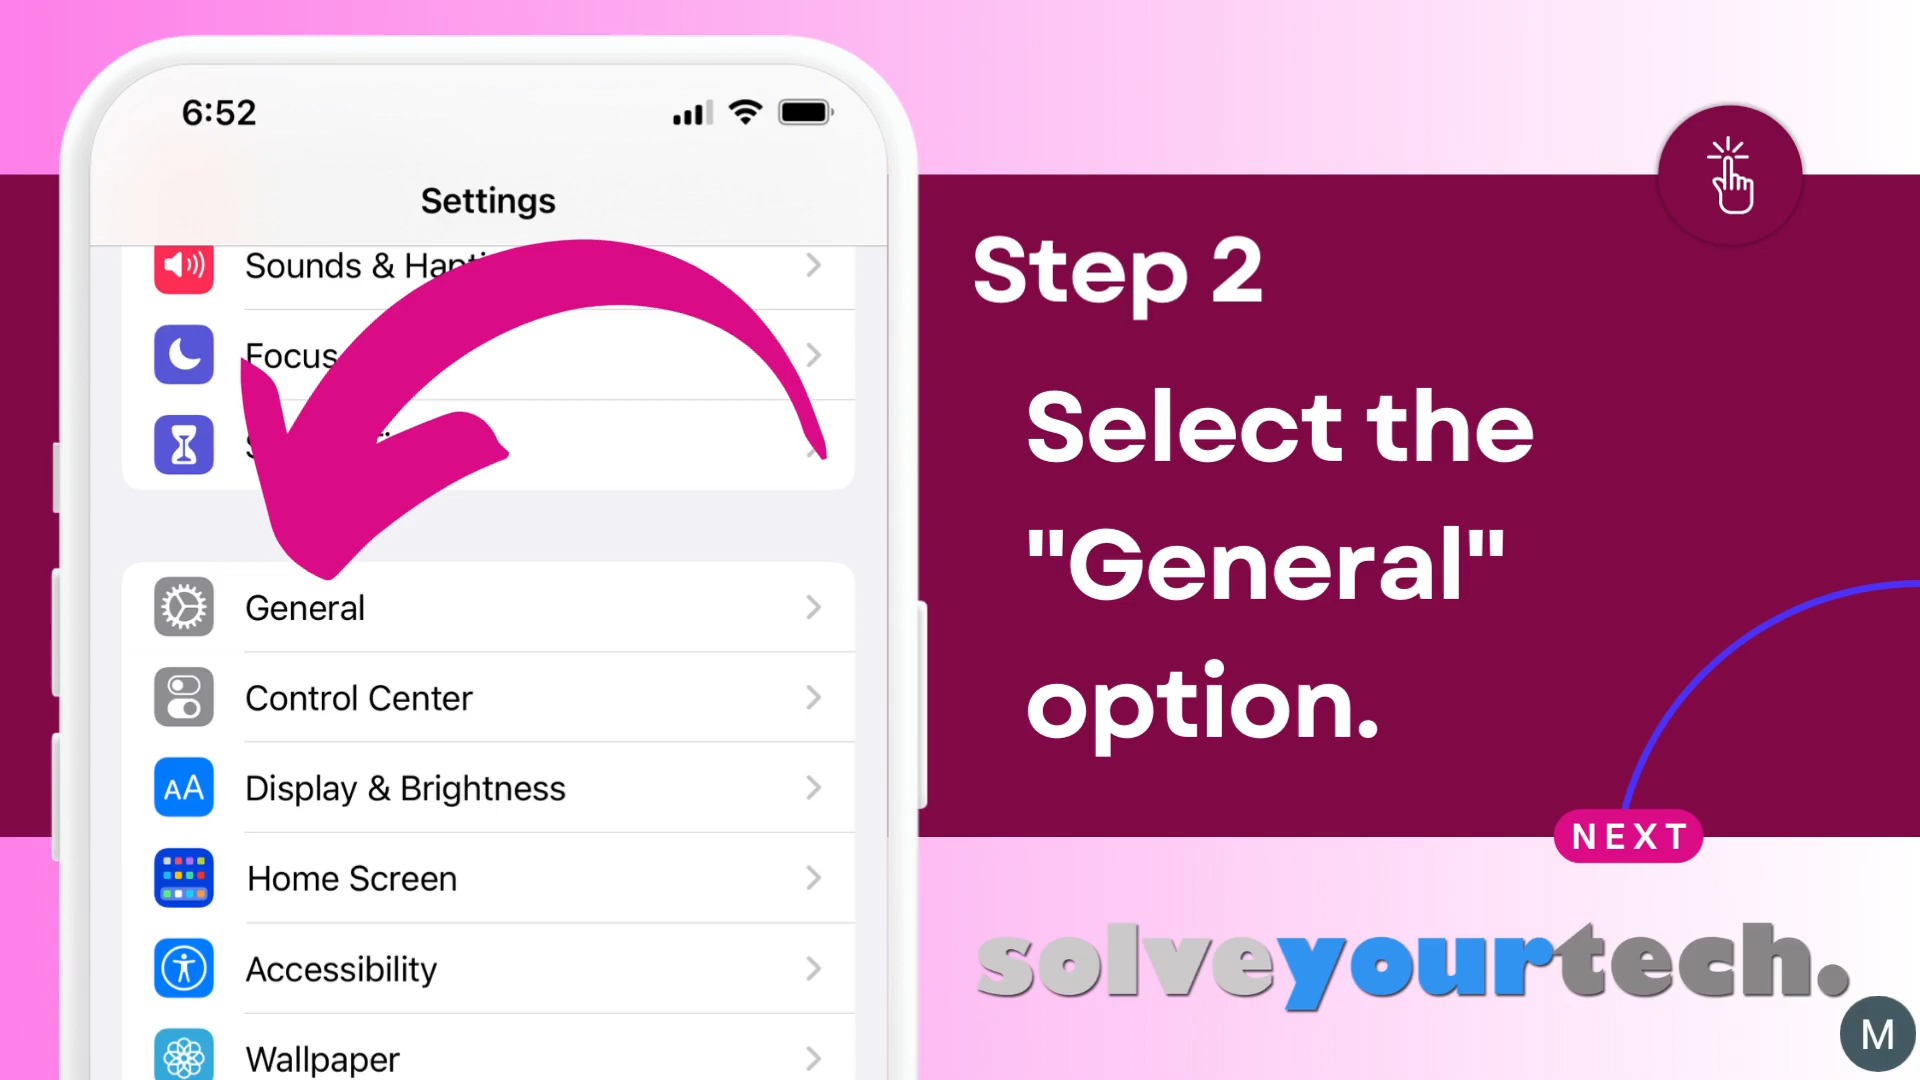 6:52
Settings
Sounds & Hapti
Focus
General
Control Center
AA
Display & Brightness
Home Screen
Accessibility
Wallpaper
Step 2
Select the
"General"
option.
NEXT
solveyourtech.
M